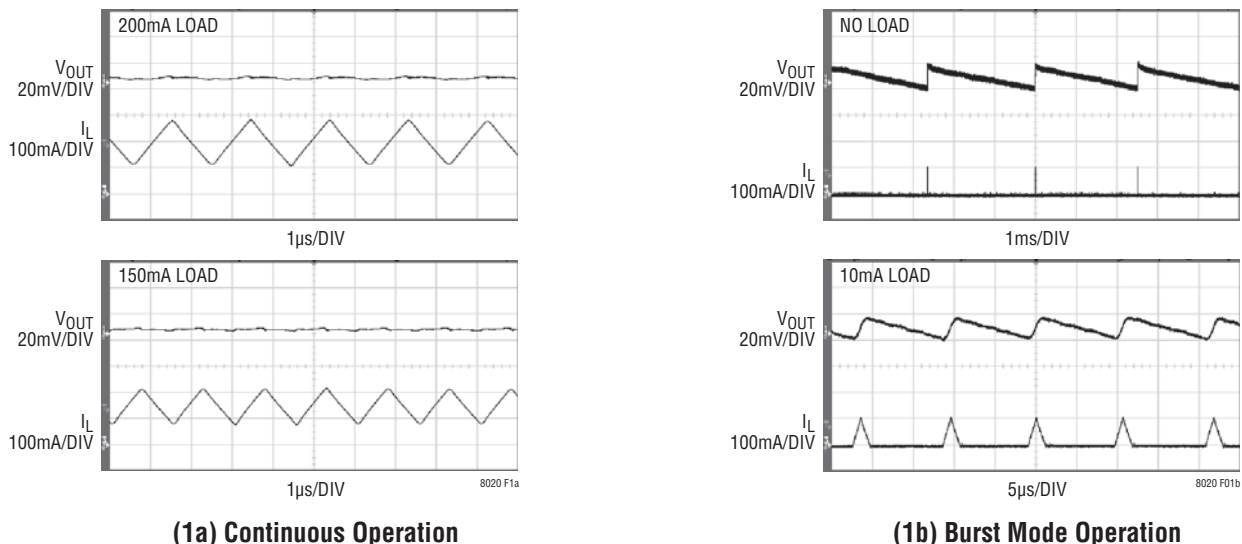 200mA LOAD
VOUT
20mV/DIV
IL
100mA/DIV
1µs/DIV
150mA LOAD
VOUT
20mV/DIV
IL
100mA/DIV
1µs/DIV
8020 F1a
(1a) Continuous Operation
NO LOAD
VOUT
20mV/DIV
IL
100mA/DIV
1ms/DIV
10mA LOAD
VOUT
20mV/DIV
IL
100mA/DIV
5µs/DIV
8020 F01b
(1b) Burst Mode Operation